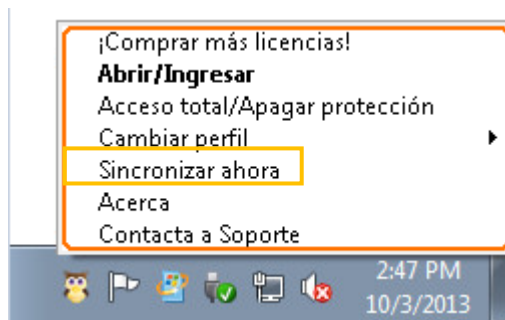 ¡Comprar más licencias!
Abrir/Ingresar
Acceso total/Apagar protección
Cambiar perfil
Sincronizar ahora
Acerca
Contacta a Soporte
2:47 PM
10/3/2013